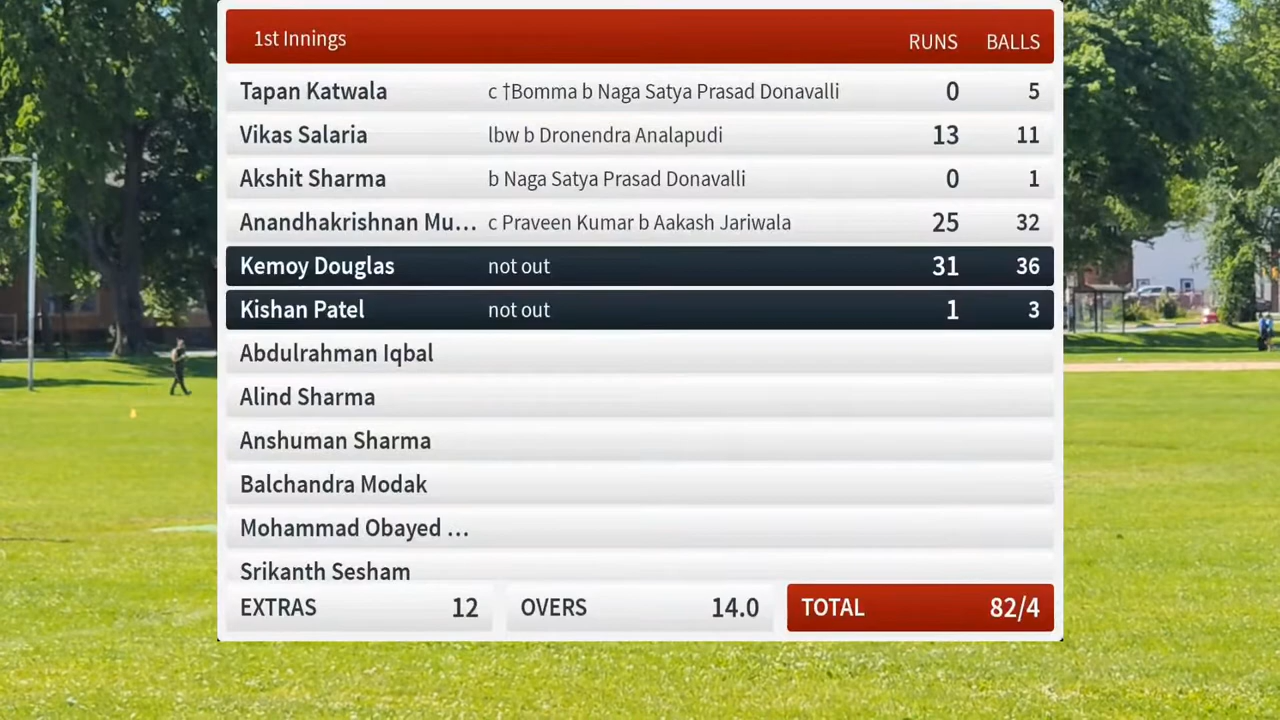 1st Innings RUNS BALLS
Tapan Katwala c †Bomma b Naga Satya Prasad Donavalli 0 5
Vikas Salaria lbw b Dronendra Analapudi 13 11
Akshit Sharma b Naga Satya Prasad Donavalli 0 1
Anandhakrishnan Mu... c Praveen Kumar b Aakash Jariwala 25 32
Kemoy Douglas not out 31 36
Kishan Patel not out 1 3
Abdulrahman Iqbal
Alind Sharma
Anshuman Sharma
Balchandra Modak
Mohammad Obayed ...
Srikanth Sesham
EXTRAS 12 OVERS 14.0 TOTAL 82/4